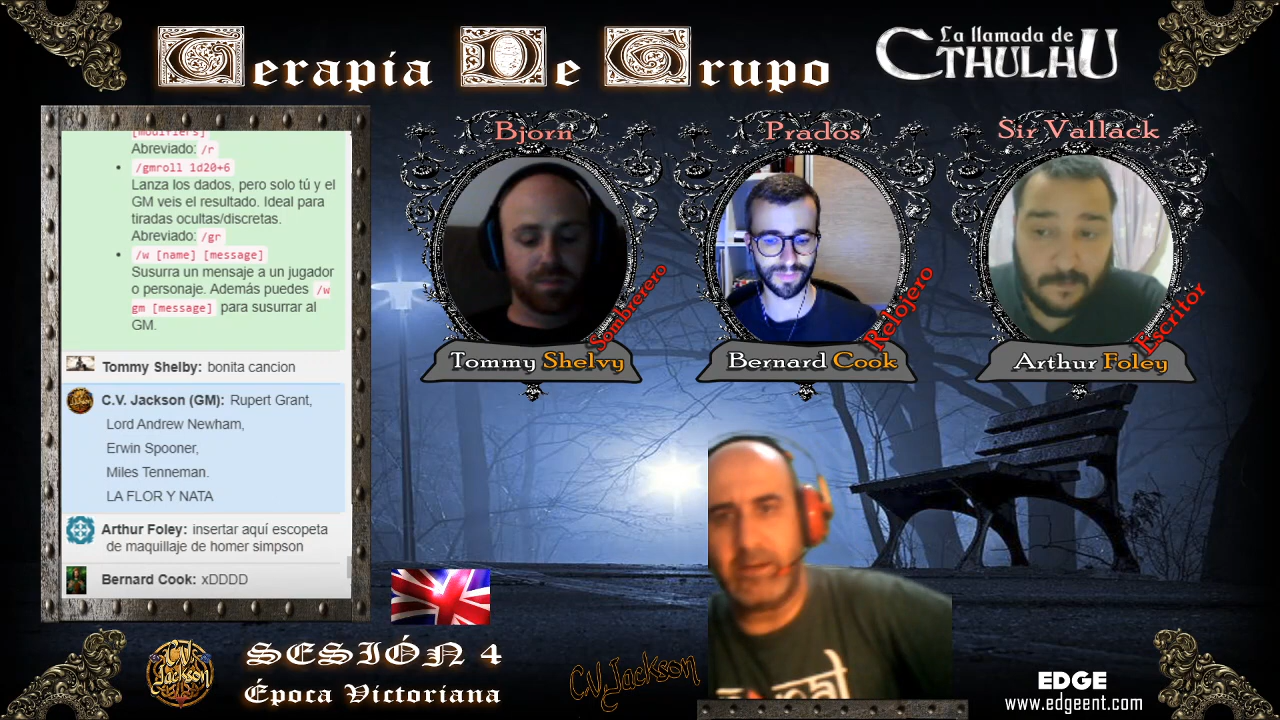 Terapia De Grupo
La llamada de
CTHULHU
[modifiers]
Abreviado: /r
/gmroll 1d20+6
Lanza los dados, pero solo tú y el
GM veis el resultado. Ideal para
tiradas ocultas/discretas.
Abreviado: /gr
/w [name] [message]
Susurra un mensaje a un jugador
o personaje. Además puedes /w
gm [message] para susurrar al
GM.
Tommy Shelby: bonita cancion
C.V. Jackson (GM): Rupert Grant,
Lord Andrew Newham,
Erwin Spooner,
Miles Tenneman.
LA FLOR Y NATA
Arthur Foley: insertar aquí escopeta
de maquillaje de homer simpson
Bernard Cook: xDDDD
Bjorn
Sombrerero
Tommy Shelvy
Prados
Relojero
Bernard Cook
Sir Vallack
Escritor
Arthur Foley
C.V.
Jackson
SESIÓN 4
Época Victoriana
C.V. Jackson
EDGE
www.edgeent.com